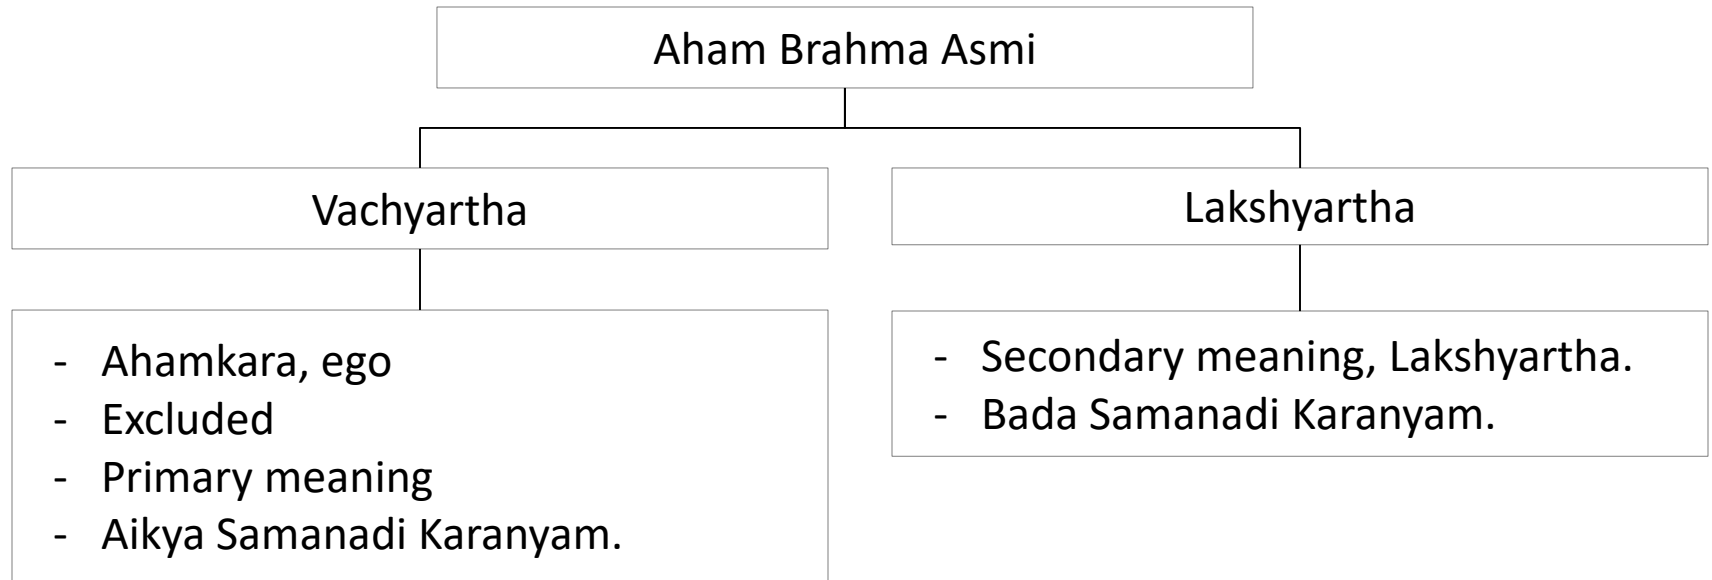 Aham Brahma Asmi
Vachyartha
Lakshyartha
- Ahamkara, ego
- Excluded
- Primary meaning
- Aikya Samanadi Karanyam.
- Secondary meaning, Lakshyartha.
- Bada Samanadi Karanyam.